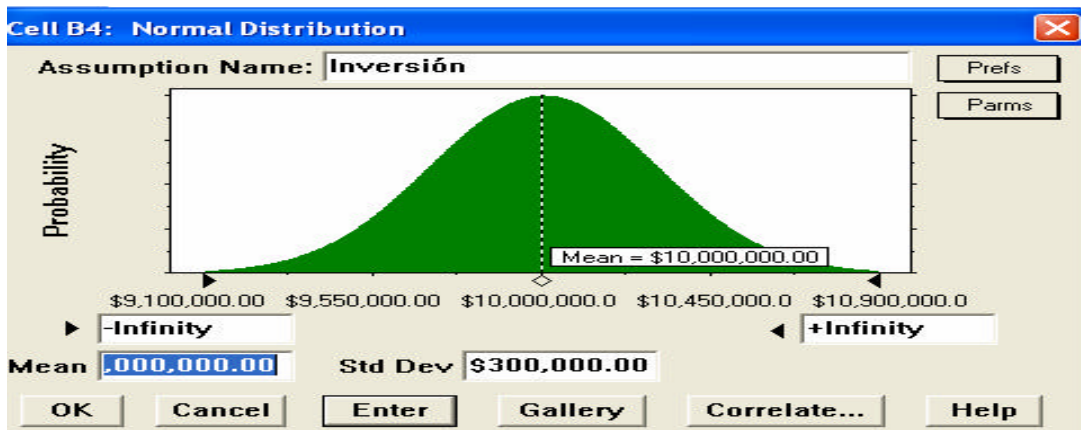 Cell B4: Normal Distribution
Assumption Name: Inversión
Prefs
Parms
Probability
Mean = $10,000,000.00
$9,100,000.00 $9,550,000.00 $10,000,000.0 $10,450,000.0 $10,900,000.0
-Infinity +Infinity
Mean ,000,000.00 Std Dev $300,000.00
OK Cancel Enter Gallery Correlate... Help